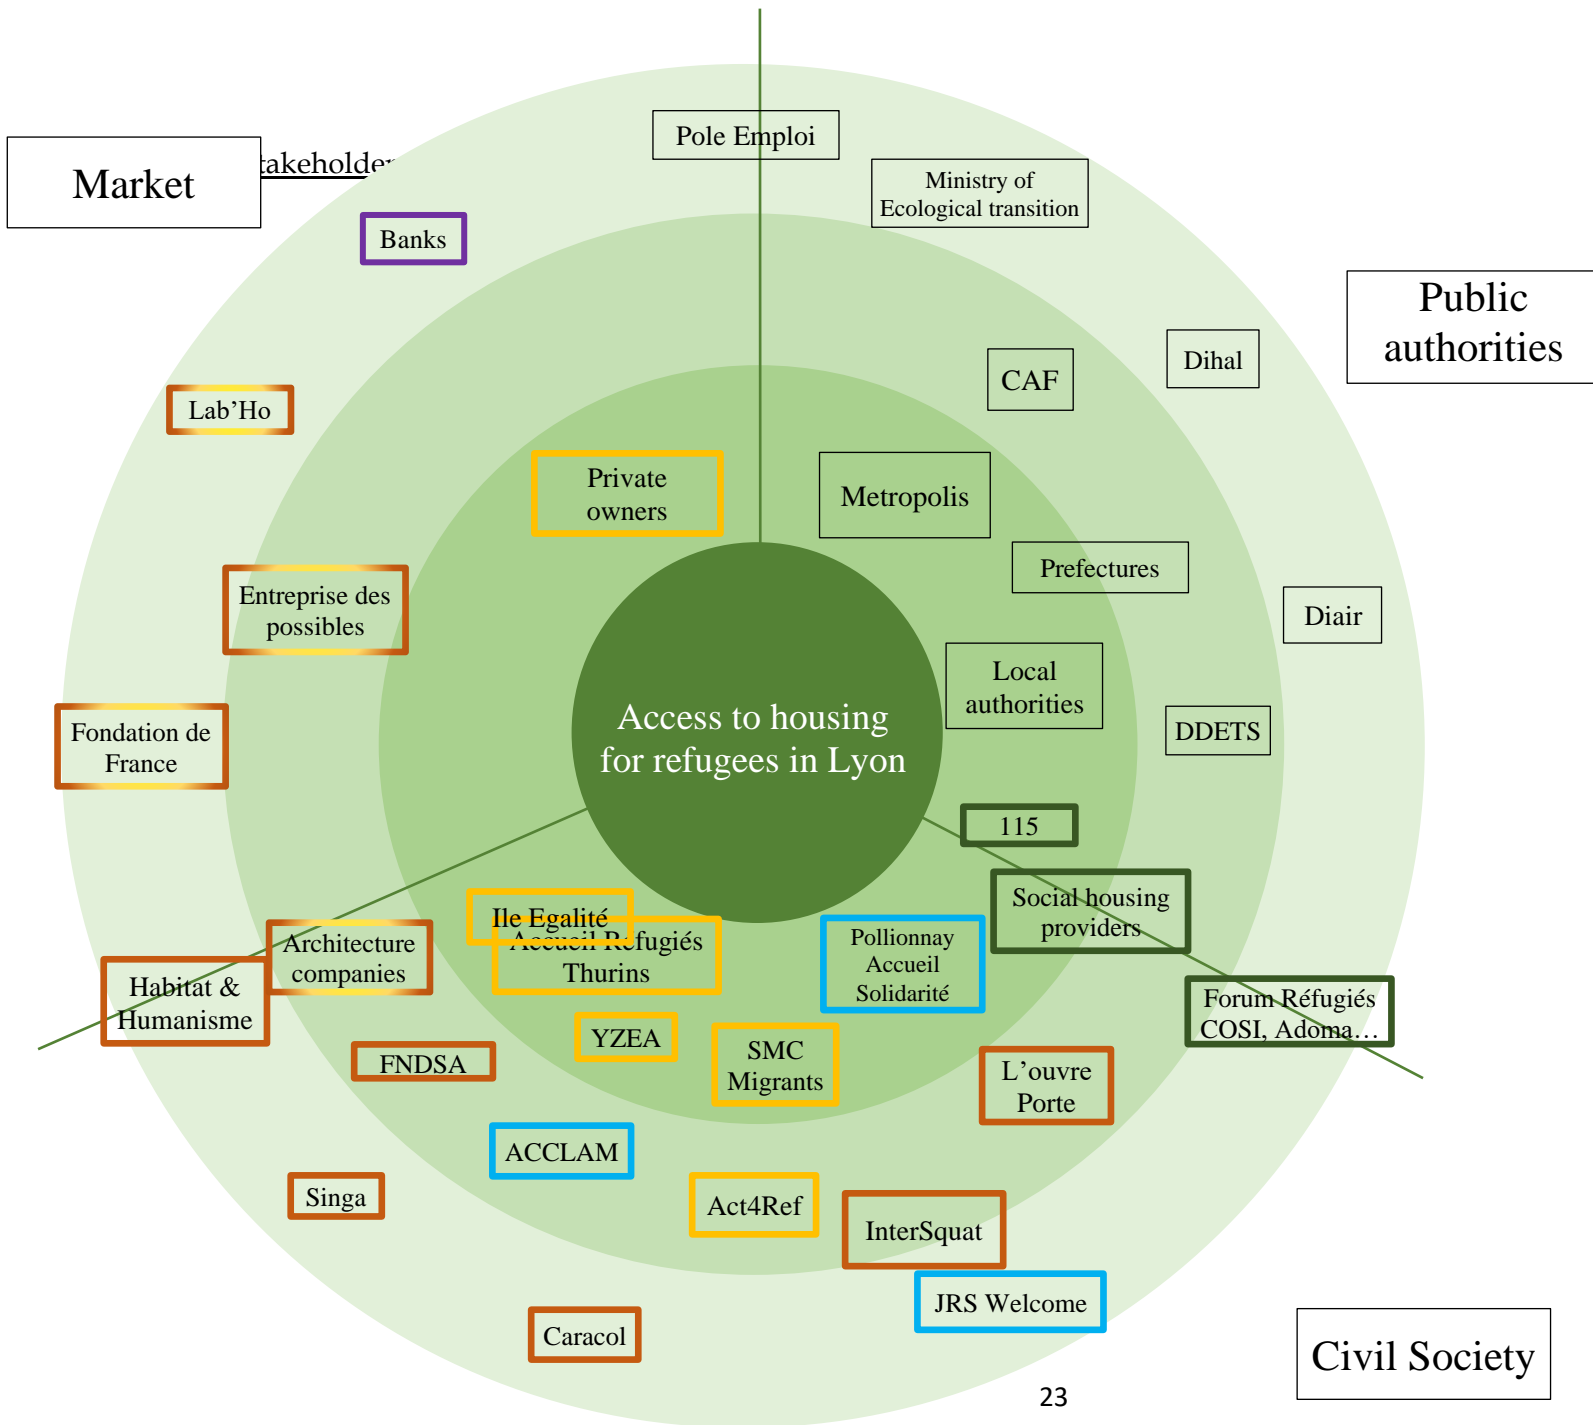 Pole Emploi
Market
takeholder
Ministry of
Ecological transition
Banks
Public
authorities
CAF
Dihal
Lab’Ho
Private
owners
Metropolis
Prefectures
Entreprise des
possibles
Diair
Local
authorities
Access to housing
for refugees in Lyon
Fondation de
France
DDETS
115
Social housing
providers
Ile Egalité
Accueil Réfugiés
Thurins
Pollionnay
Accueil
Solidarité
Architecture
companies
Habitat &
Humanisme
Forum Réfugiés
COSI, Adoma…
YZEA
SMC
Migrants
FNDSA
L’ouvre
Porte
ACCLAM
Singa
Act4Ref
InterSquat
JRS Welcome
Caracol
Civil Society
23